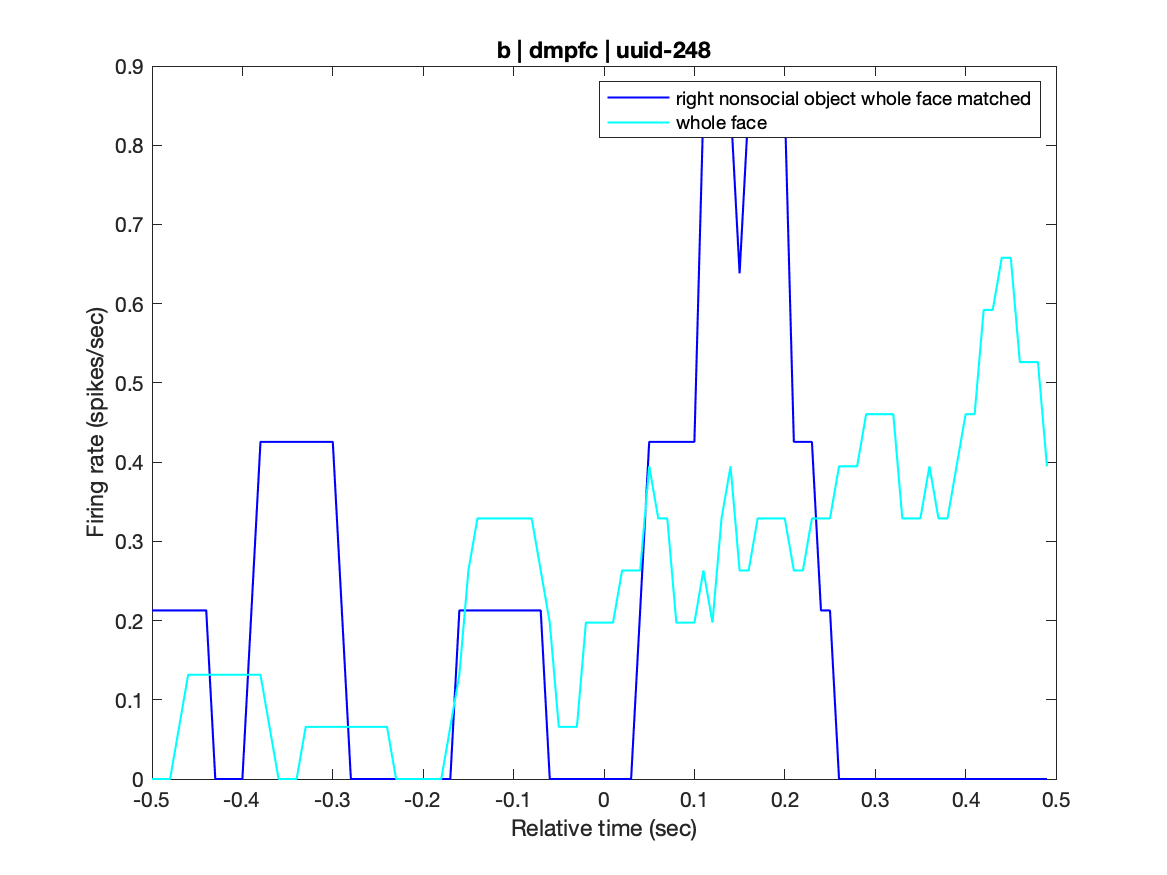 b | dmpfc | uuid-248
right nonsocial object whole face matched
whole face
Firing rate (spikes/sec)
0.9
0.8
0.7
0.6
0.5
0.4
0.3
0.2
0.1
0
-0.5 -0.4 -0.3 -0.2 -0.1 0 0.1 0.2 0.3 0.4 0.5
Relative time (sec)